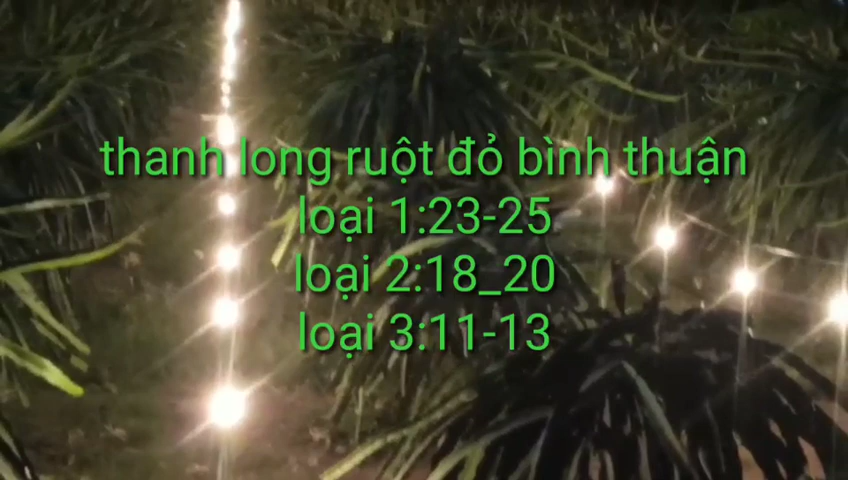 thanh long ruột đỏ bình thuận
loại 1:23-25
loại 2:18_20
loại 3:11-13